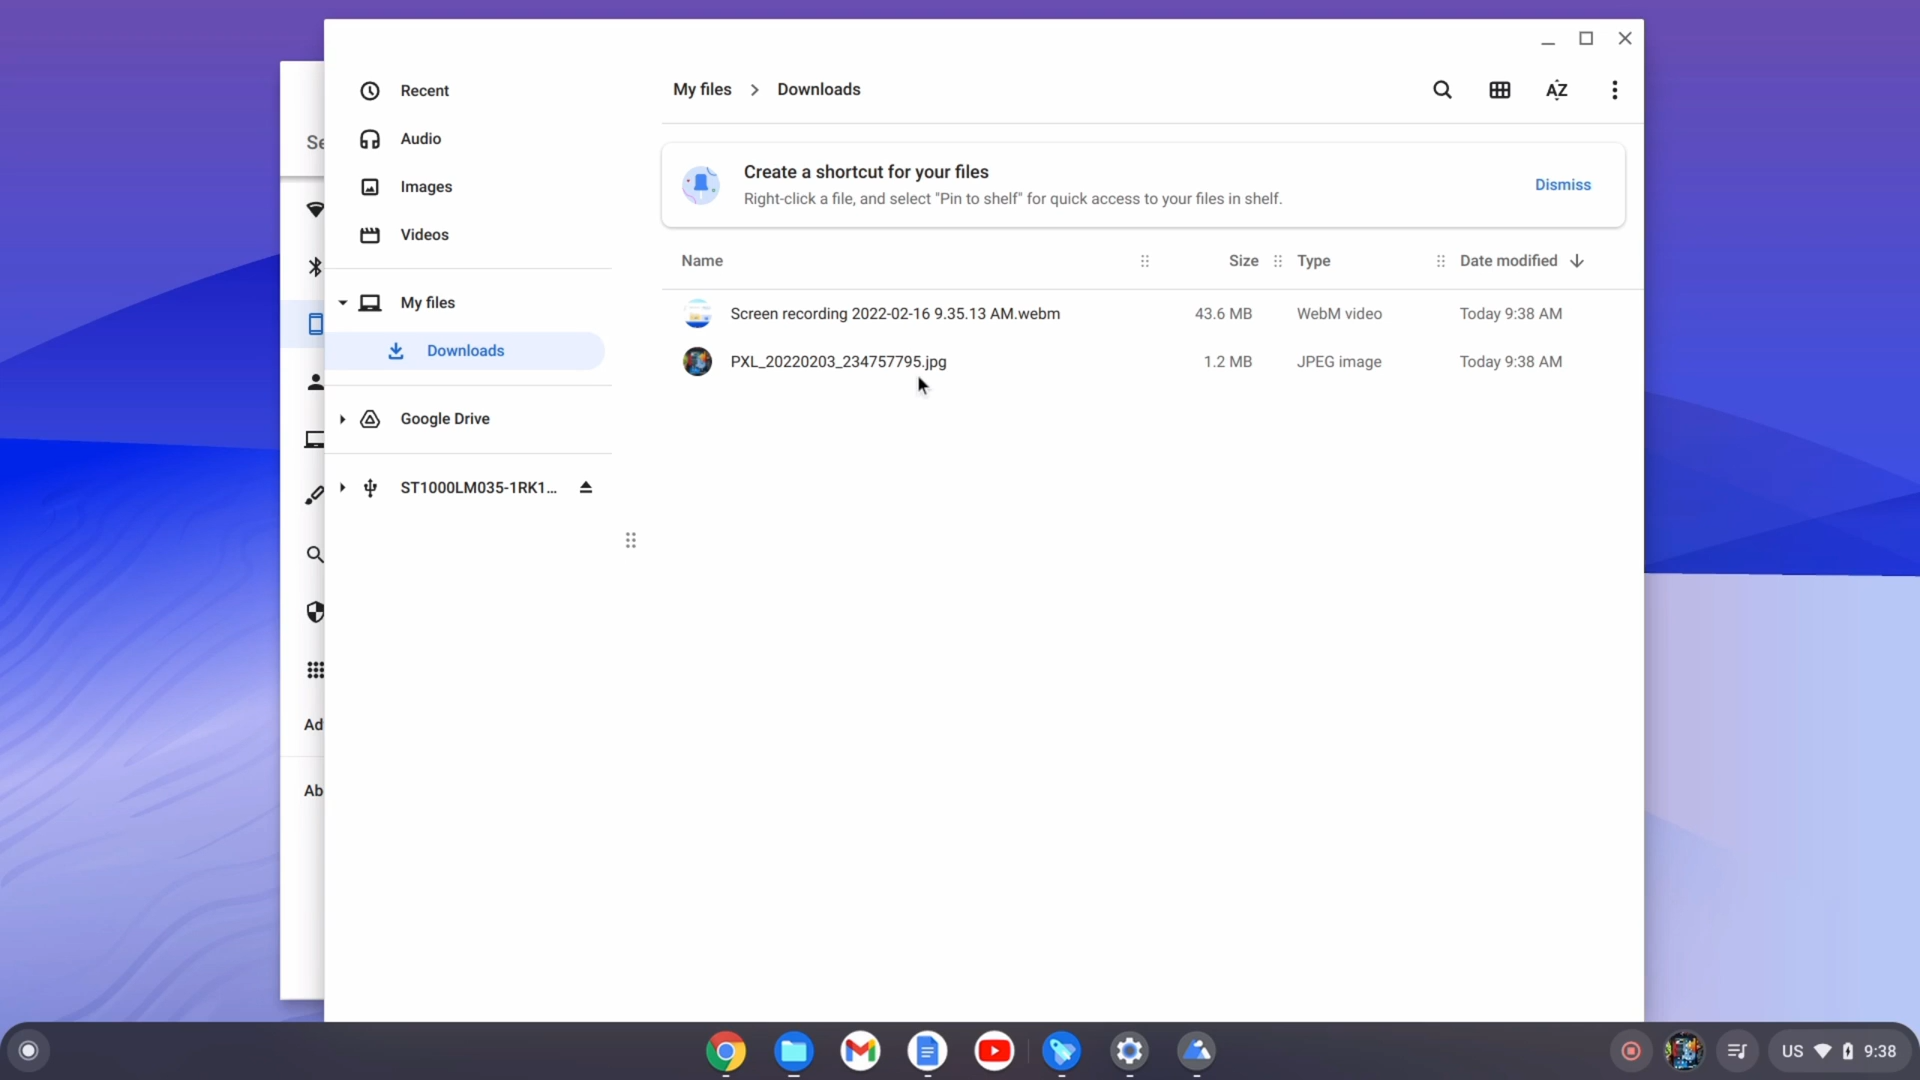 Se
Ad
Ab
Recent
Audio
Images
Videos
My files
Downloads
Google Drive
ST1000LM035-1RK1...
My files > Downloads
AZ
Create a shortcut for your files
Right-click a file, and select "Pin to shelf" for quick access to your files in shelf.
Dismiss
Name Size Type Date modified
Screen recording 2022-02-16 9.35.13 AM.webm 43.6 MB WebM video Today 9:38 AM
PXL_20220203_234757795.jpg 1.2 MB JPEG image Today 9:38 AM
US 9:38